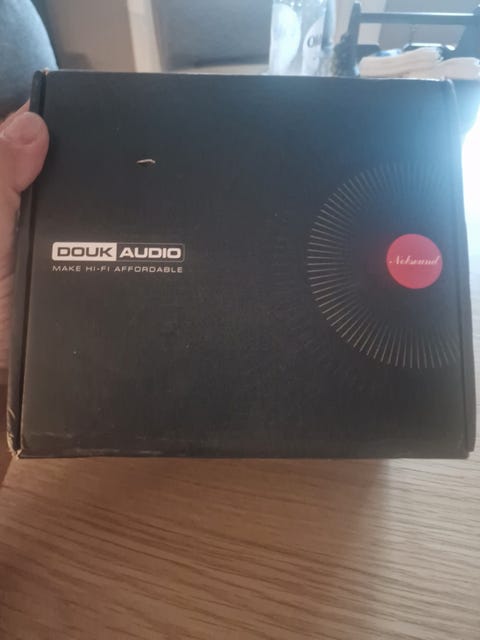 DOUK AUDIO
MAKE HI-FI AFFORDABLE
Nobsound